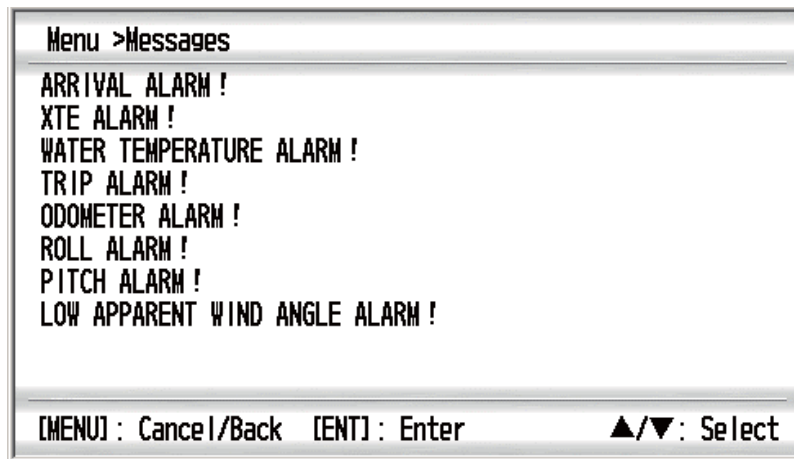 Menu >Messages
ARRIVAL ALARM!
XTE ALARM!
WATER TEMPERATURE ALARM!
TRIP ALARM!
ODOMETER ALARM!
ROLL ALARM!
PITCH ALARM!
LOW APPARENT WIND ANGLE ALARM!
[MENU]: Cancel/Back [ENT]: Enter ▲/▼: Select